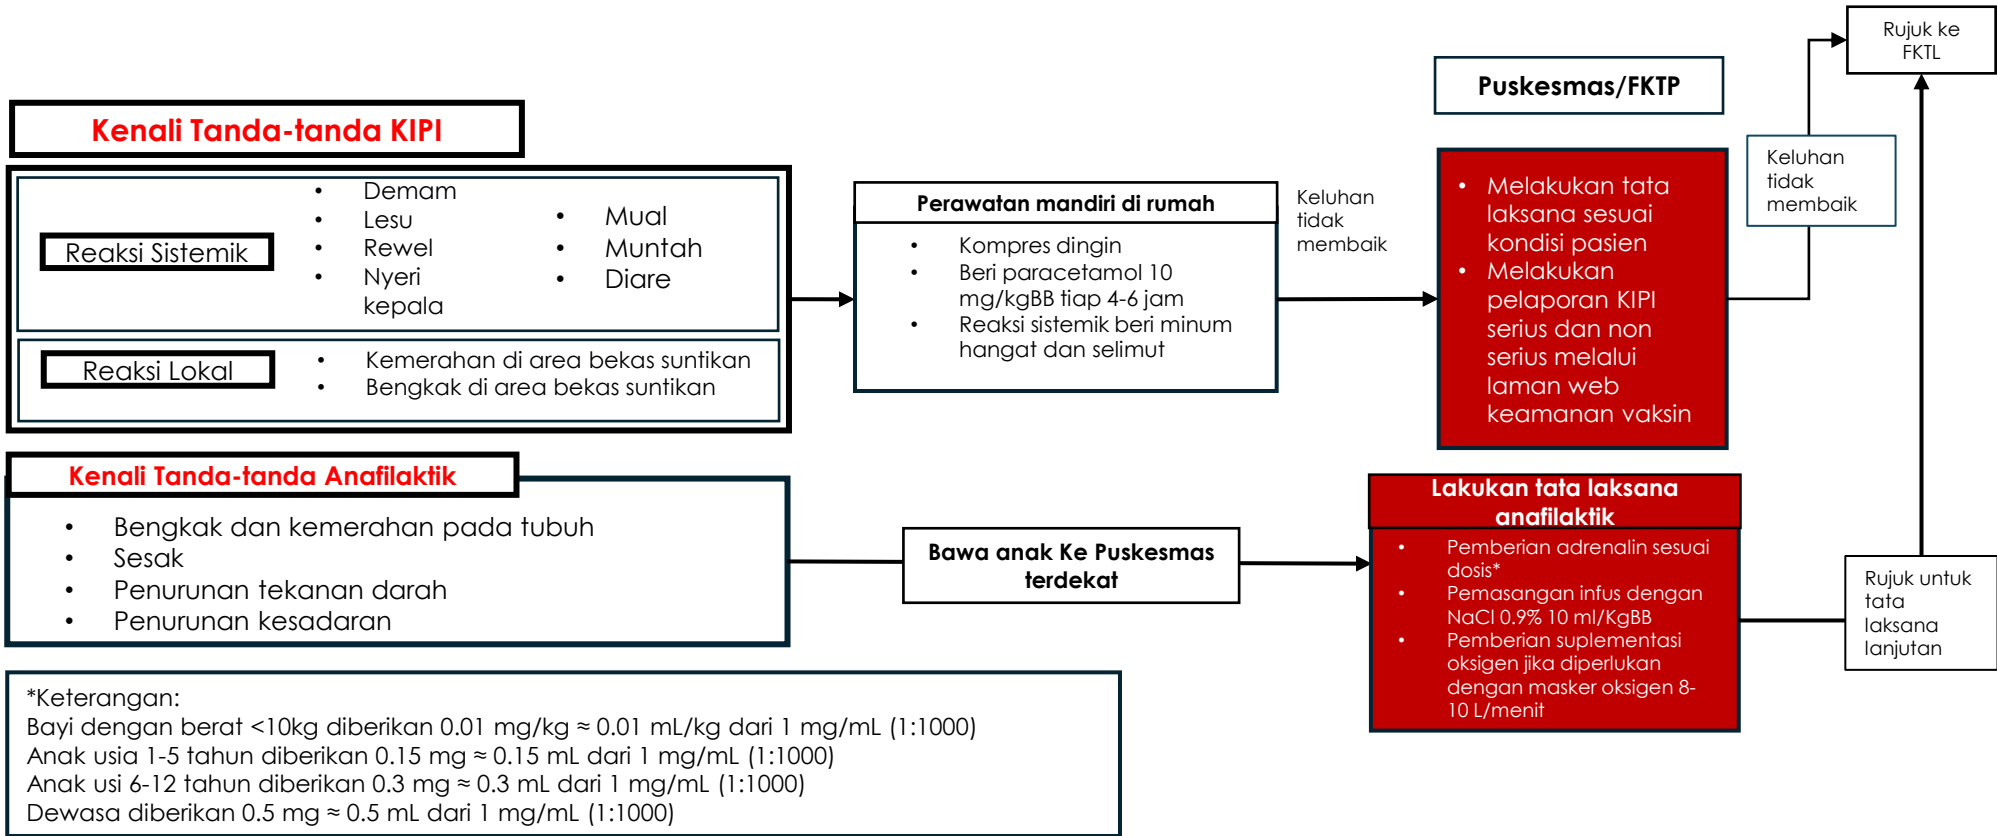 Rujuk ke
FKTL
Puskesmas/FKTP
Kenali Tanda-tanda KIPI
Reaksi Sistemik
• Demam
• Lesu
• Rewel
• Nyeri
kepala
• Mual
• Muntah
• Diare
Reaksi Lokal
• Kemerahan di area bekas suntikan
• Bengkak di area bekas suntikan
Perawatan mandiri di rumah
• Kompres dingin
• Beri paracetamol 10
mg/kgBB tiap 4-6 jam
• Reaksi sistemik beri minum
hangat dan selimut
Keluhan
tidak
membaik
• Melakukan tata
laksana sesuai
kondisi pasien
• Melakukan
pelaporan KIPI
serius dan non
serius melalui
laman web
keamanan vaksin
Keluhan
tidak
membaik
Kenali Tanda-tanda Anafilaktik
• Bengkak dan kemerahan pada tubuh
• Sesak
• Penurunan tekanan darah
• Penurunan kesadaran
Bawa anak Ke Puskesmas
terdekat
Lakukan tata laksana
anafilaktik
• Pemberian adrenalin sesuai
dosis*
• Pemasangan infus dengan
NaCl 0.9% 10 ml/KgBB
• Pemberian suplementasi
oksigen jika diperlukan
dengan masker oksigen 8-
10 L/menit
Rujuk untuk
tata
laksana
lanjutan
*Keterangan:
Bayi dengan berat <10kg diberikan 0.01 mg/kg ≈ 0.01 mL/kg dari 1 mg/mL (1:1000)
Anak usia 1-5 tahun diberikan 0.15 mg ≈ 0.15 mL dari 1 mg/mL (1:1000)
Anak usi 6-12 tahun diberikan 0.3 mg ≈ 0.3 mL dari 1 mg/mL (1:1000)
Dewasa diberikan 0.5 mg ≈ 0.5 mL dari 1 mg/mL (1:1000)